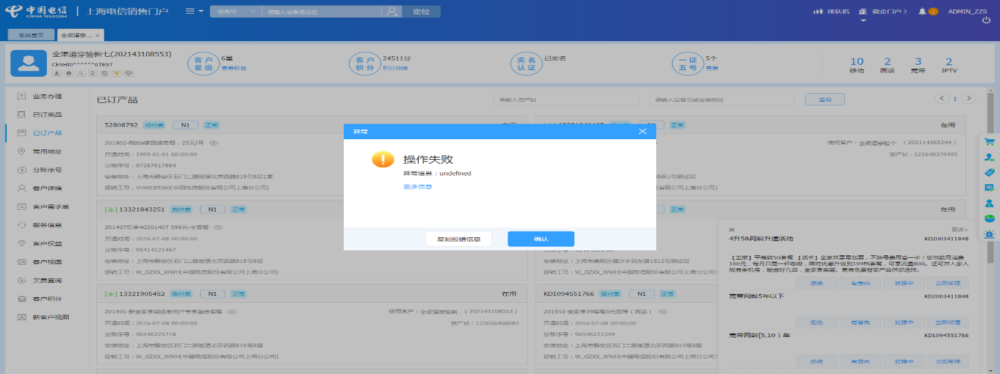 中国电信
CHINA TELECOM
上海电信销售门户
设备号
请输入设备号定位
定位
排队机
政企门户
1
ADMIN_ZZS
系统首页
全渠道穿... ×
全渠道穿验新七(202143108553)
CESHI0******6TEST
客户星级
6星
查看权益
客户积分
24511分
积分兑换
实名认证
已实名
一证五号
5个
查看
10
移动
2
固话
3
宽带
2
IPTV
业务办理
已订商品
已订产品
常用地址
分账序号
客户详情
客户需求单
服务信息
客户权益
客户视图
欠费查询
客户积分
新客户视图
已订产品
请输入资产id
请输入设备号或安装地址
查询
< 1 >
52808792 后付费 N1 正常
201902-我的e家固话套餐，25元/月
开通时间：1999-01-01 00:00:00
分账序号：97267617864
安装地址：上海市静安区石门二路街道北京西路819号8层1室
促销工号：YUWEIFENG(中国电信股份有限公司上海分公司)
正常
在用
使用客户：全渠道穿验个...（202114265294）
资产Id：122648370495
弄1号测试层
份有限公司上海分公司)
[主] 13321843251 后付费 N1 正常
201407乐享4G201407 599元-主套餐
开通时间：2016-07-08 00:00:00
分账序号：95414121467
安装地址：上海市静安区石门二路街道北京西路819号8层
促销工号：W_GZXX_WWH(中国电信股份有限公司上海分公司)
正常
在用
安装地址：上海市崇明区横沙乡民东路1612号测试层
促销工号：W_GZXX_WWH(中国电信股份有限公司上海分公司)
[主] 13321905452 后付费 N1 正常
在用
201901-新全家享固话老用户专享融合套餐
使用客户：全渠道穿验新...（202143108553）
开通时间：2016-07-08 00:00:00
资产Id：122656468082
分账序号：96546225718
安装地址：上海市静安区石门二路街道北京西路819号8层
促销工号：W_GZXX_WWH(中国电信股份有限公司上海分公司)
KD1094551766 后付费 N1 正常
201910-全家享59套餐0元宽带（商品）
开通时间：2016-07-08 00:00:00
分账序号：96546221599
安装地址：上海市静安区石门二路街道北京西路819号8层
促销工号：W_GZXX_WWH(中国电信股份有限公司上海分公司)
异常
操作失败
异常信息：undefined
更多信息
复制报错信息
确认
更多>
4升5&网龄升速活动
KD2003411848
【主推】平高转5G套餐 【话术】全家共享最划算，不换号费用省一半！您当前月消费
160元，每月只需一杯咖啡，限时优惠升级到199档套餐，可享流量80G。还可并入家人
现有手机号，能省好几百，全家享实惠。更有免费智家产品供您选择。
拒绝 有意向 犹豫中 立即受理
宽带网龄5年以下
KD2003411848
拒绝 有意向 犹豫中 立即受理
宽带网龄[5,10）年
KD1094551766
拒绝 有意向 犹豫中 立即受理